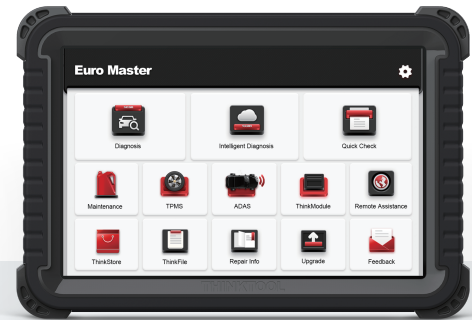 Euro Master
Diagnosis
Intelligent Diagnosis
Quick Check
Maintenance
TPMS
ADAS
ThinkModule
Remote Assistance
ThinkStore
ThinkFile
Repair Info
Upgrade
Feedback
THINKTOOL